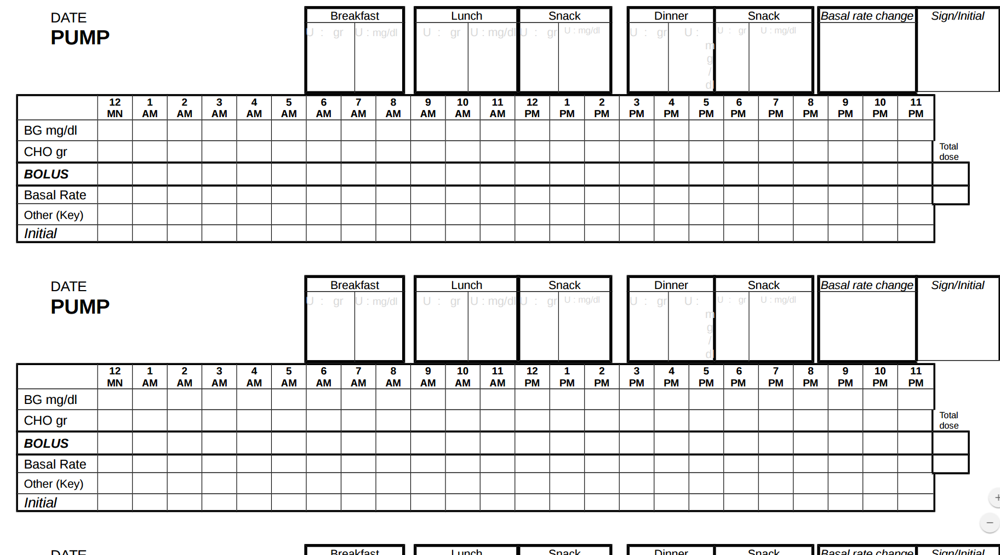 DATE
PUMP
Breakfast Lunch Snack Dinner Snack Basal rate change Sign/Initial
U : gr U : mg/dl U : gr U : mg/dl U : gr U : mg/dl U : gr U : mg/dl U : gr U : mg/dl
12 MN 1 AM 2 AM 3 AM 4 AM 5 AM 6 AM 7 AM 8 AM 9 AM 10 AM 11 AM 12 PM 1 PM 2 PM 3 PM 4 PM 5 PM 6 PM 7 PM 8 PM 9 PM 10 PM 11 PM
BG mg/dl
CHO gr
Total dose
BOLUS
Basal Rate
Other (Key)
Initial
DATE
PUMP
Breakfast Lunch Snack Dinner Snack Basal rate change Sign/Initial
U : gr U : mg/dl U : gr U : mg/dl U : gr U : mg/dl U : gr U : mg/dl U : gr U : mg/dl
12 MN 1 AM 2 AM 3 AM 4 AM 5 AM 6 AM 7 AM 8 AM 9 AM 10 AM 11 AM 12 PM 1 PM 2 PM 3 PM 4 PM 5 PM 6 PM 7 PM 8 PM 9 PM 10 PM 11 PM
BG mg/dl
CHO gr
Total dose
BOLUS
Basal Rate
Other (Key)
Initial
DATE
Breakfast Lunch Snack Dinner Snack Basal rate change Sign/Initial